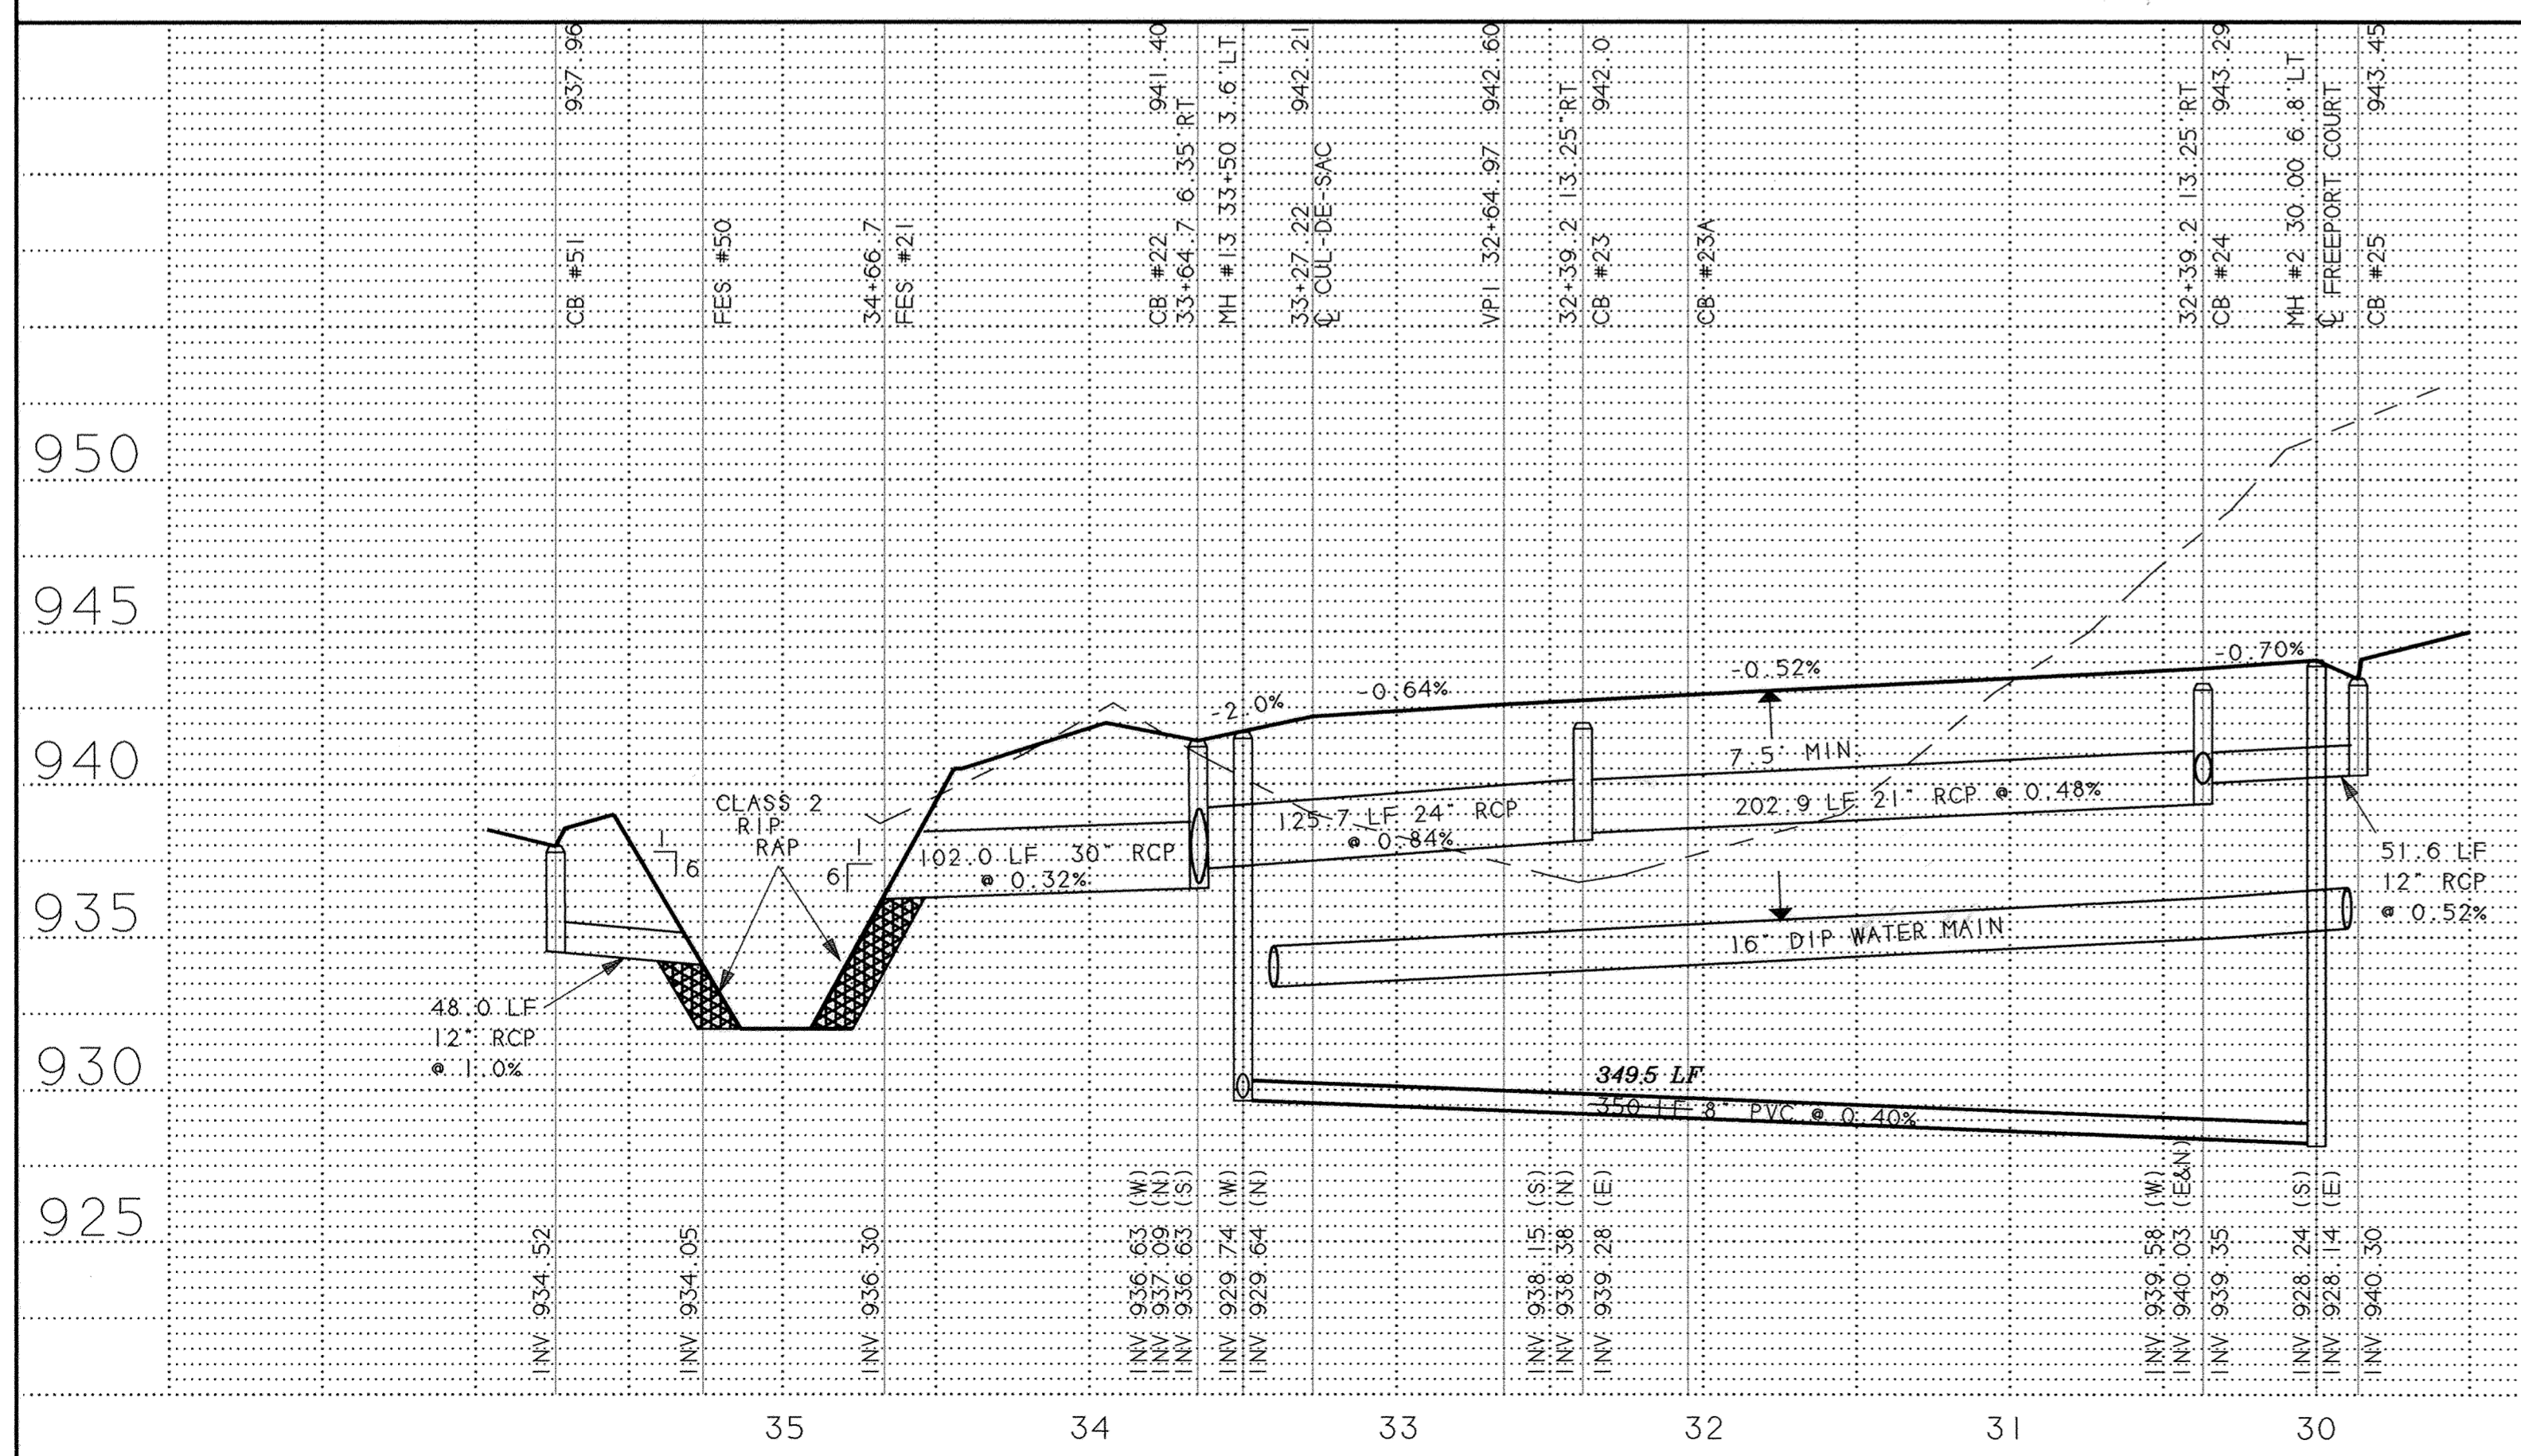 937.96
CB #51
FES #50
34+66.7
FES #21
941.40
CB #22
33+64.7 6.35' RT
MH #13 33+50 3.6' LT
942.21
33+27.22
℄ CUL-DE-SAC
942.60
VPI 32+64.97
32+39.2 13.25' RT
942.0
CB #23
CB #23A
32+39.2 13.25' RT
943.29
CB #24
MH #2 30.00 6.8' LT
℄ FREEPORT COURT
943.45
CB #25
950
945
940
935
930
925
-2.0%
-0.64%
-0.52%
-0.70%
7.5' MIN.
CLASS 2
RIP
RAP
1
6
1
6
102.0 LF 30" RCP
@ 0.32%
125.7 LF 24" RCP
@ 0.84%
202.9 LF 21" RCP @ 0.48%
51.6 LF
12" RCP
@ 0.52%
16" DIP WATER MAIN
48.0 LF
12" RCP
@ 1.0%
349.5 LF
350 LF 8" PVC @ 0.40%
INV 934.52
INV 934.05
INV 936.30
INV 936.63 (W)
INV 937.09 (N)
INV 936.63 (S)
INV 929.74 (W)
INV 929.64 (N)
INV 938.15 (S)
INV 938.38 (N)
INV 939.28 (E)
INV 939.58 (W)
INV 940.03 (E&N)
INV 939.35
INV 928.24 (S)
INV 928.14 (E)
INV 940.30
35 34 33 32 31 30